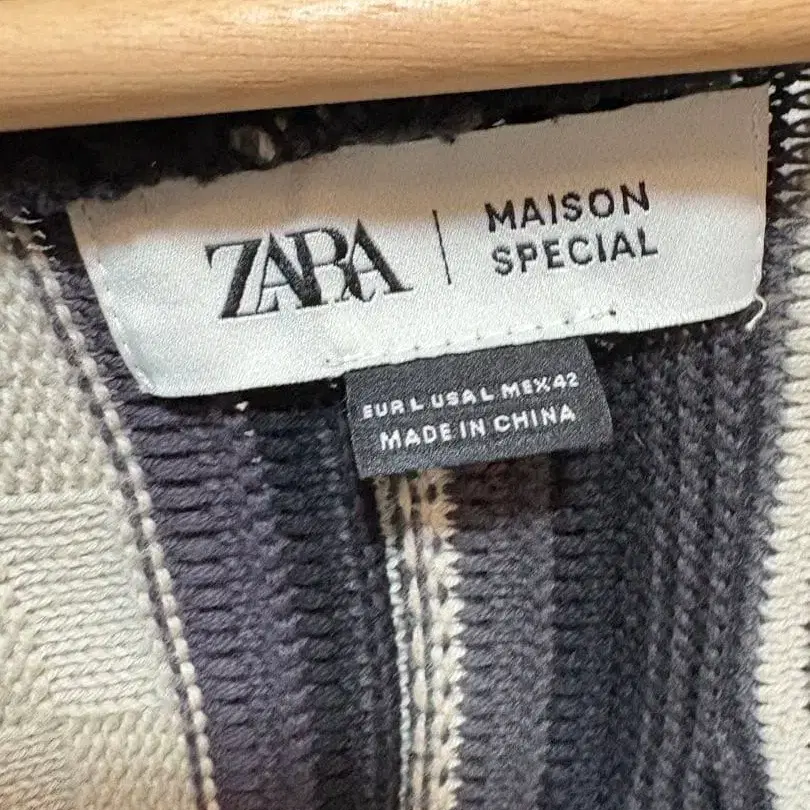 ZARA
MAISON
SPECIAL
EUR L USA L MEX 42
MADE IN CHINA